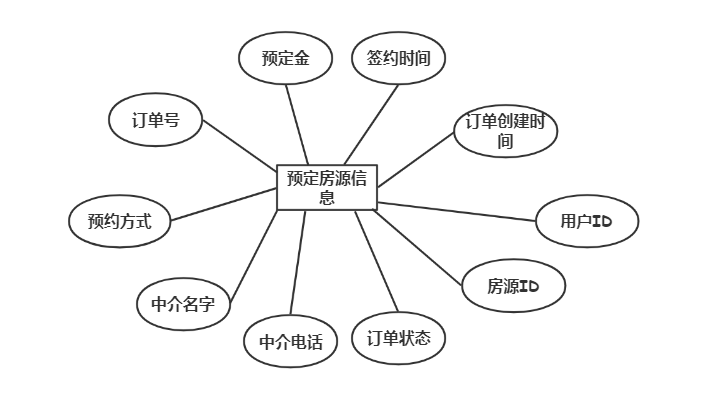 预定金
签约时间
订单号
订单创建时
间
预定房源信
息
预约方式
用户ID
房源ID
中介名字
中介电话
订单状态